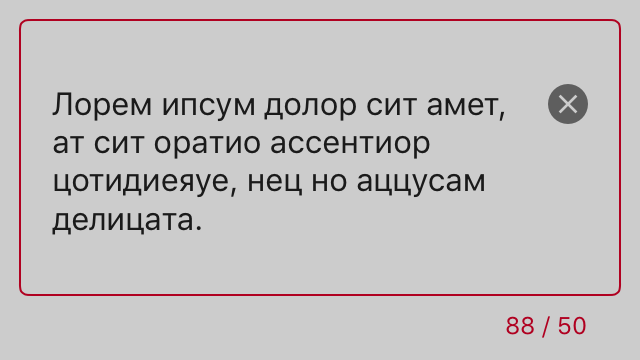 Лорем ипсум долор сит амет,
ат сит оратио ассентиор
цотидиеяуе, нец но аццусам
делицата.
88 / 50